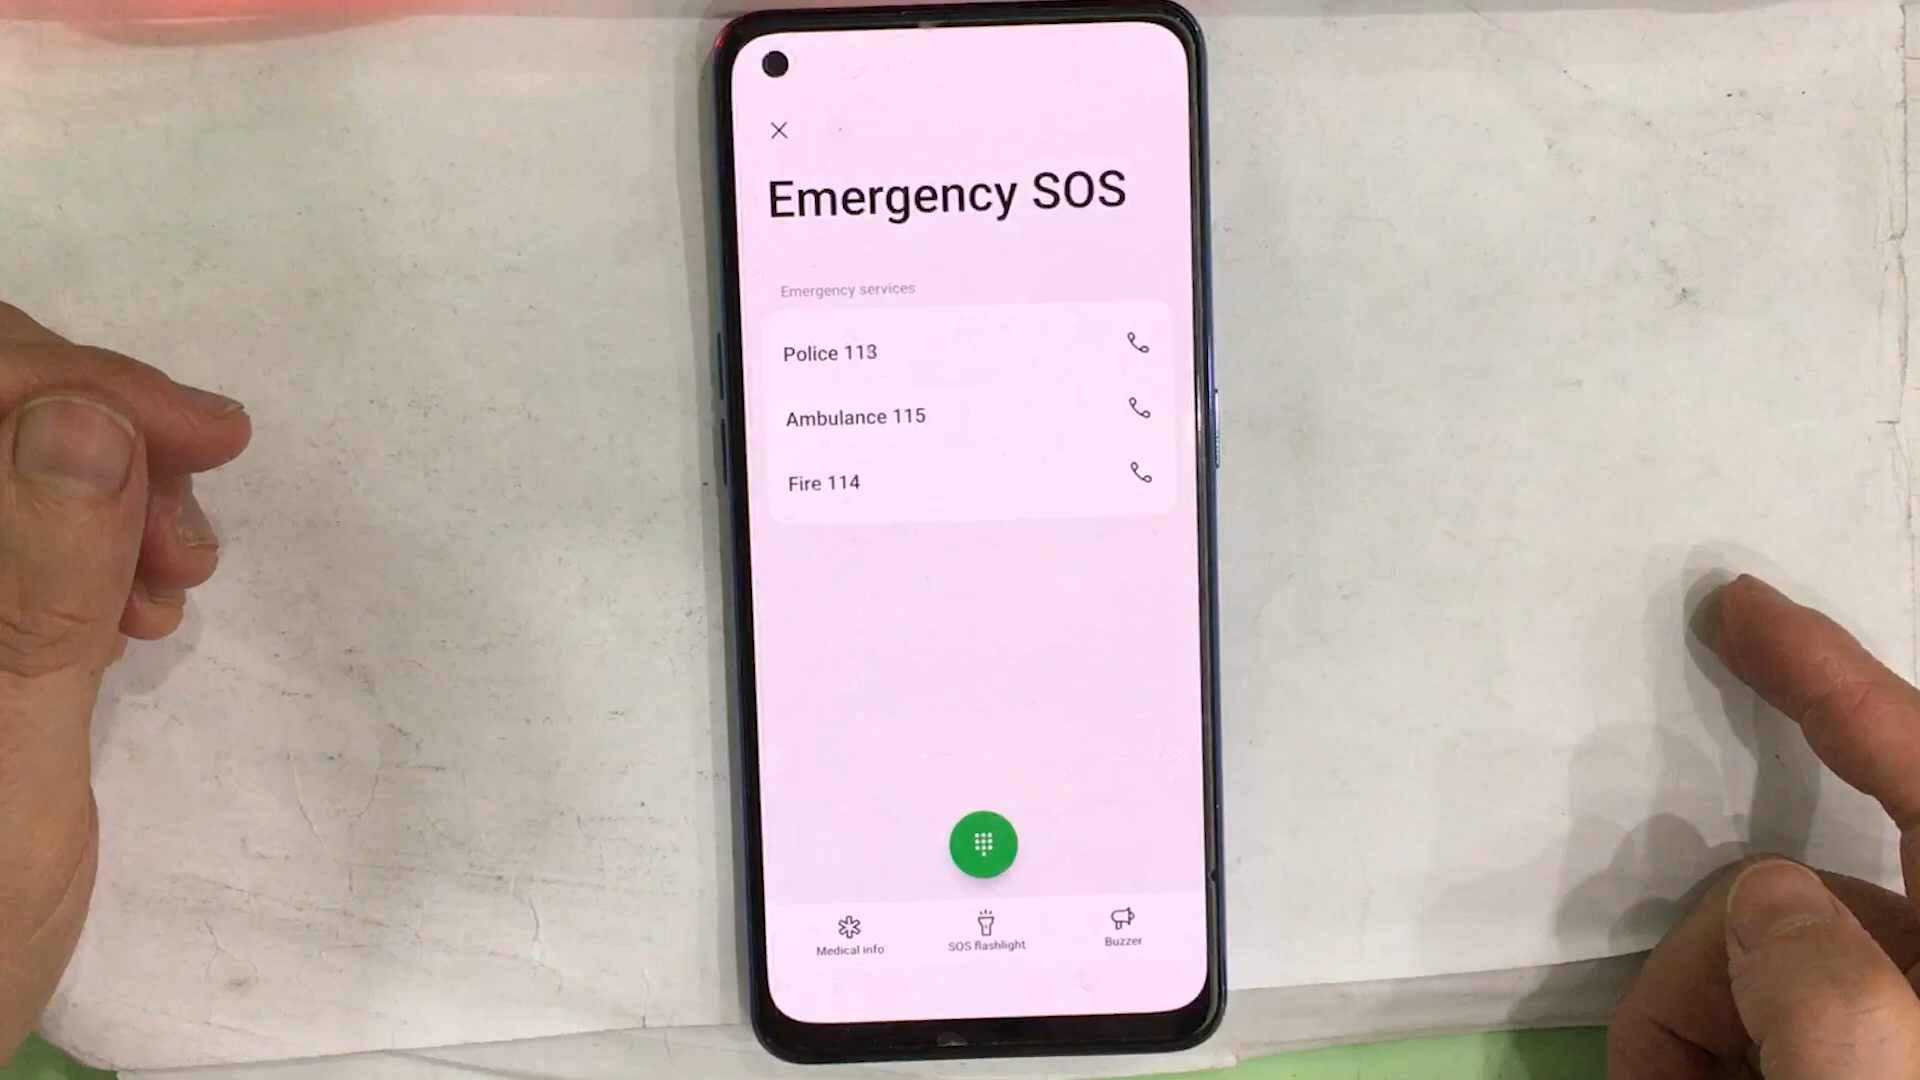 Emergency SOS
Emergency services
Police 113
Ambulance 115
Fire 114
Medical info
SOS flashlight
Buzzer